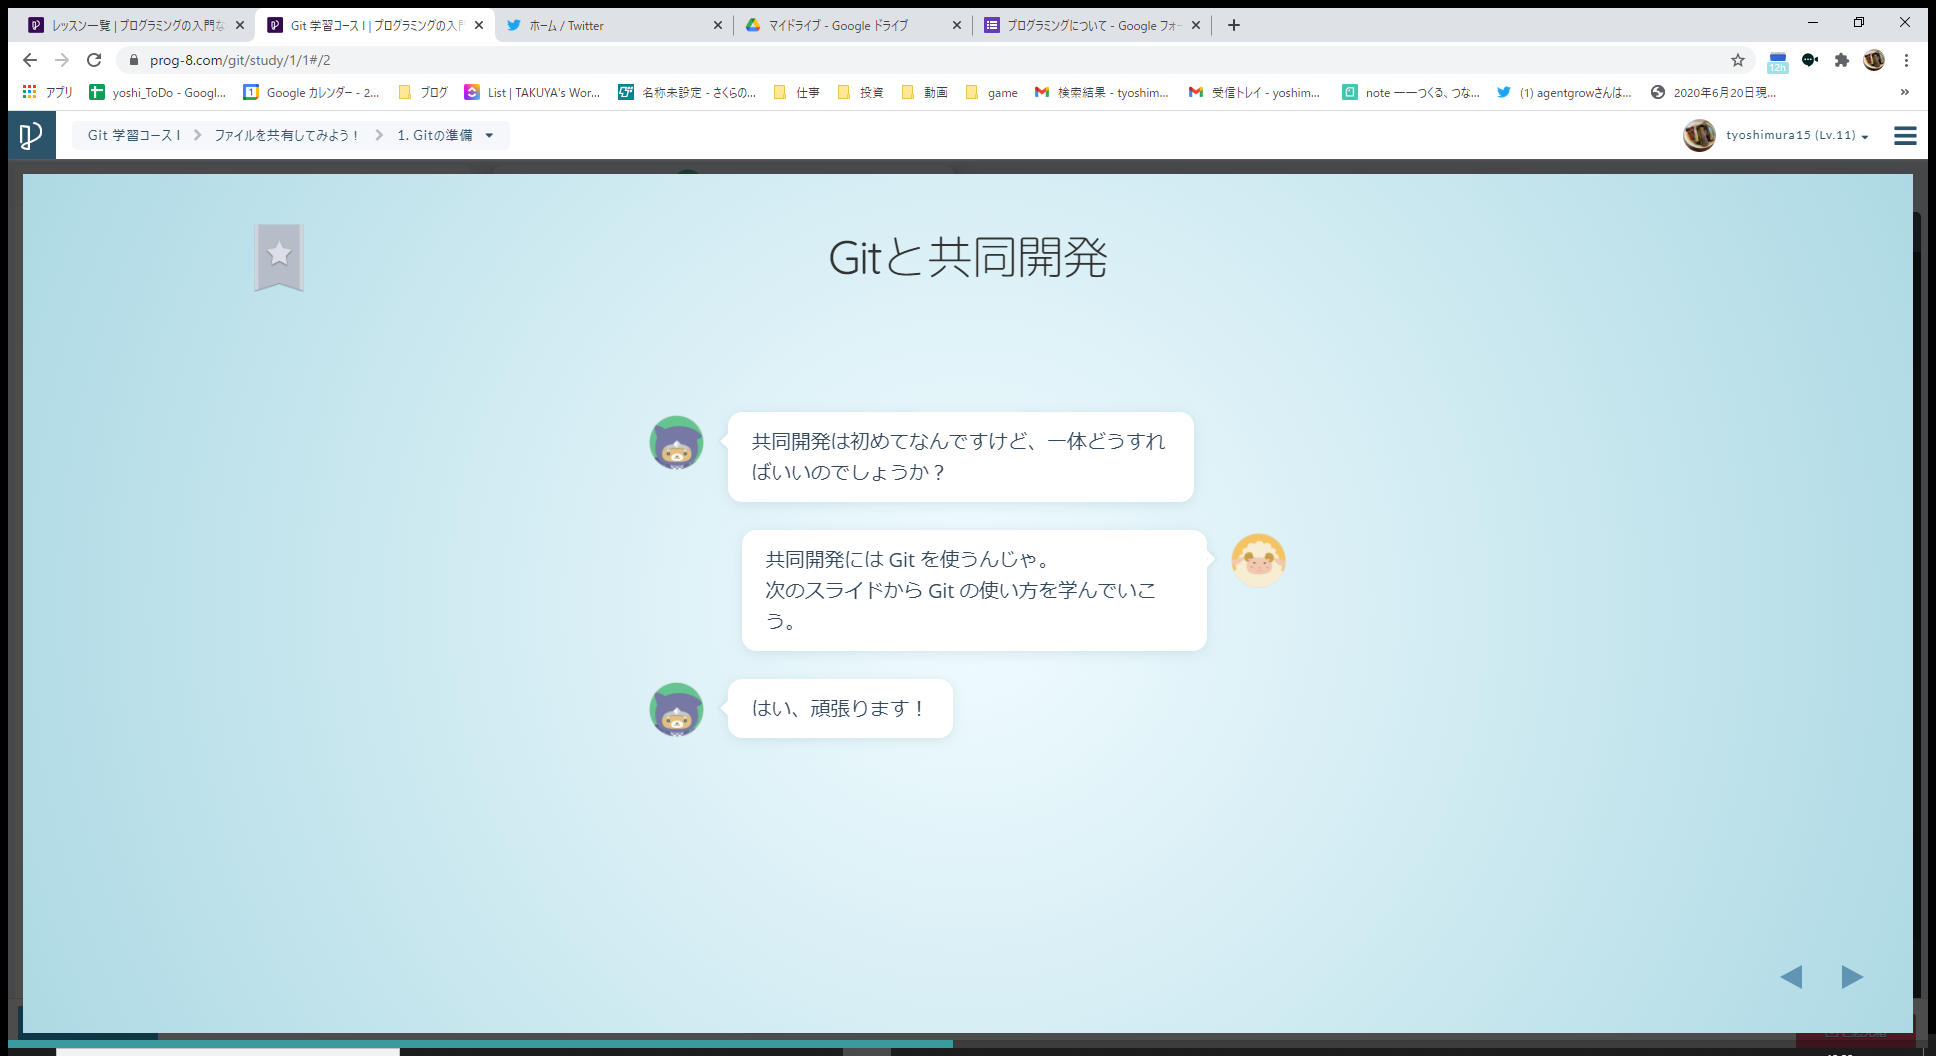 レッスン一覧 | プログラミングの入門な
Git 学習コース I | プログラミングの入門
ホーム / Twitter
マイドライブ - Google ドライブ
プログラミングについて - Google フォー
prog-8.com/git/study/1/1#/2
12h
アプリ
yoshi_ToDo - Googl...
Google カレンダー - 2...
ブログ
List | TAKUYA's Wor...
名称未設定 - さくらの...
仕事
投資
動画
game
検索結果 - tyoshim...
受信トレイ - yoshim...
note ――つくる、つな...
(1) agentgrowさんは...
2020年6月20日現...
»
Git 学習コース I
ファイルを共有してみよう！
1. Gitの準備
tyoshimura15 (Lv.11)
Gitと共同開発
共同開発は初めてなんですけど、一体どうすれ
ばいいのでしょうか？
共同開発には Git を使うんじゃ。
次のスライドから Git の使い方を学んでいこ
う。
はい、頑張ります！